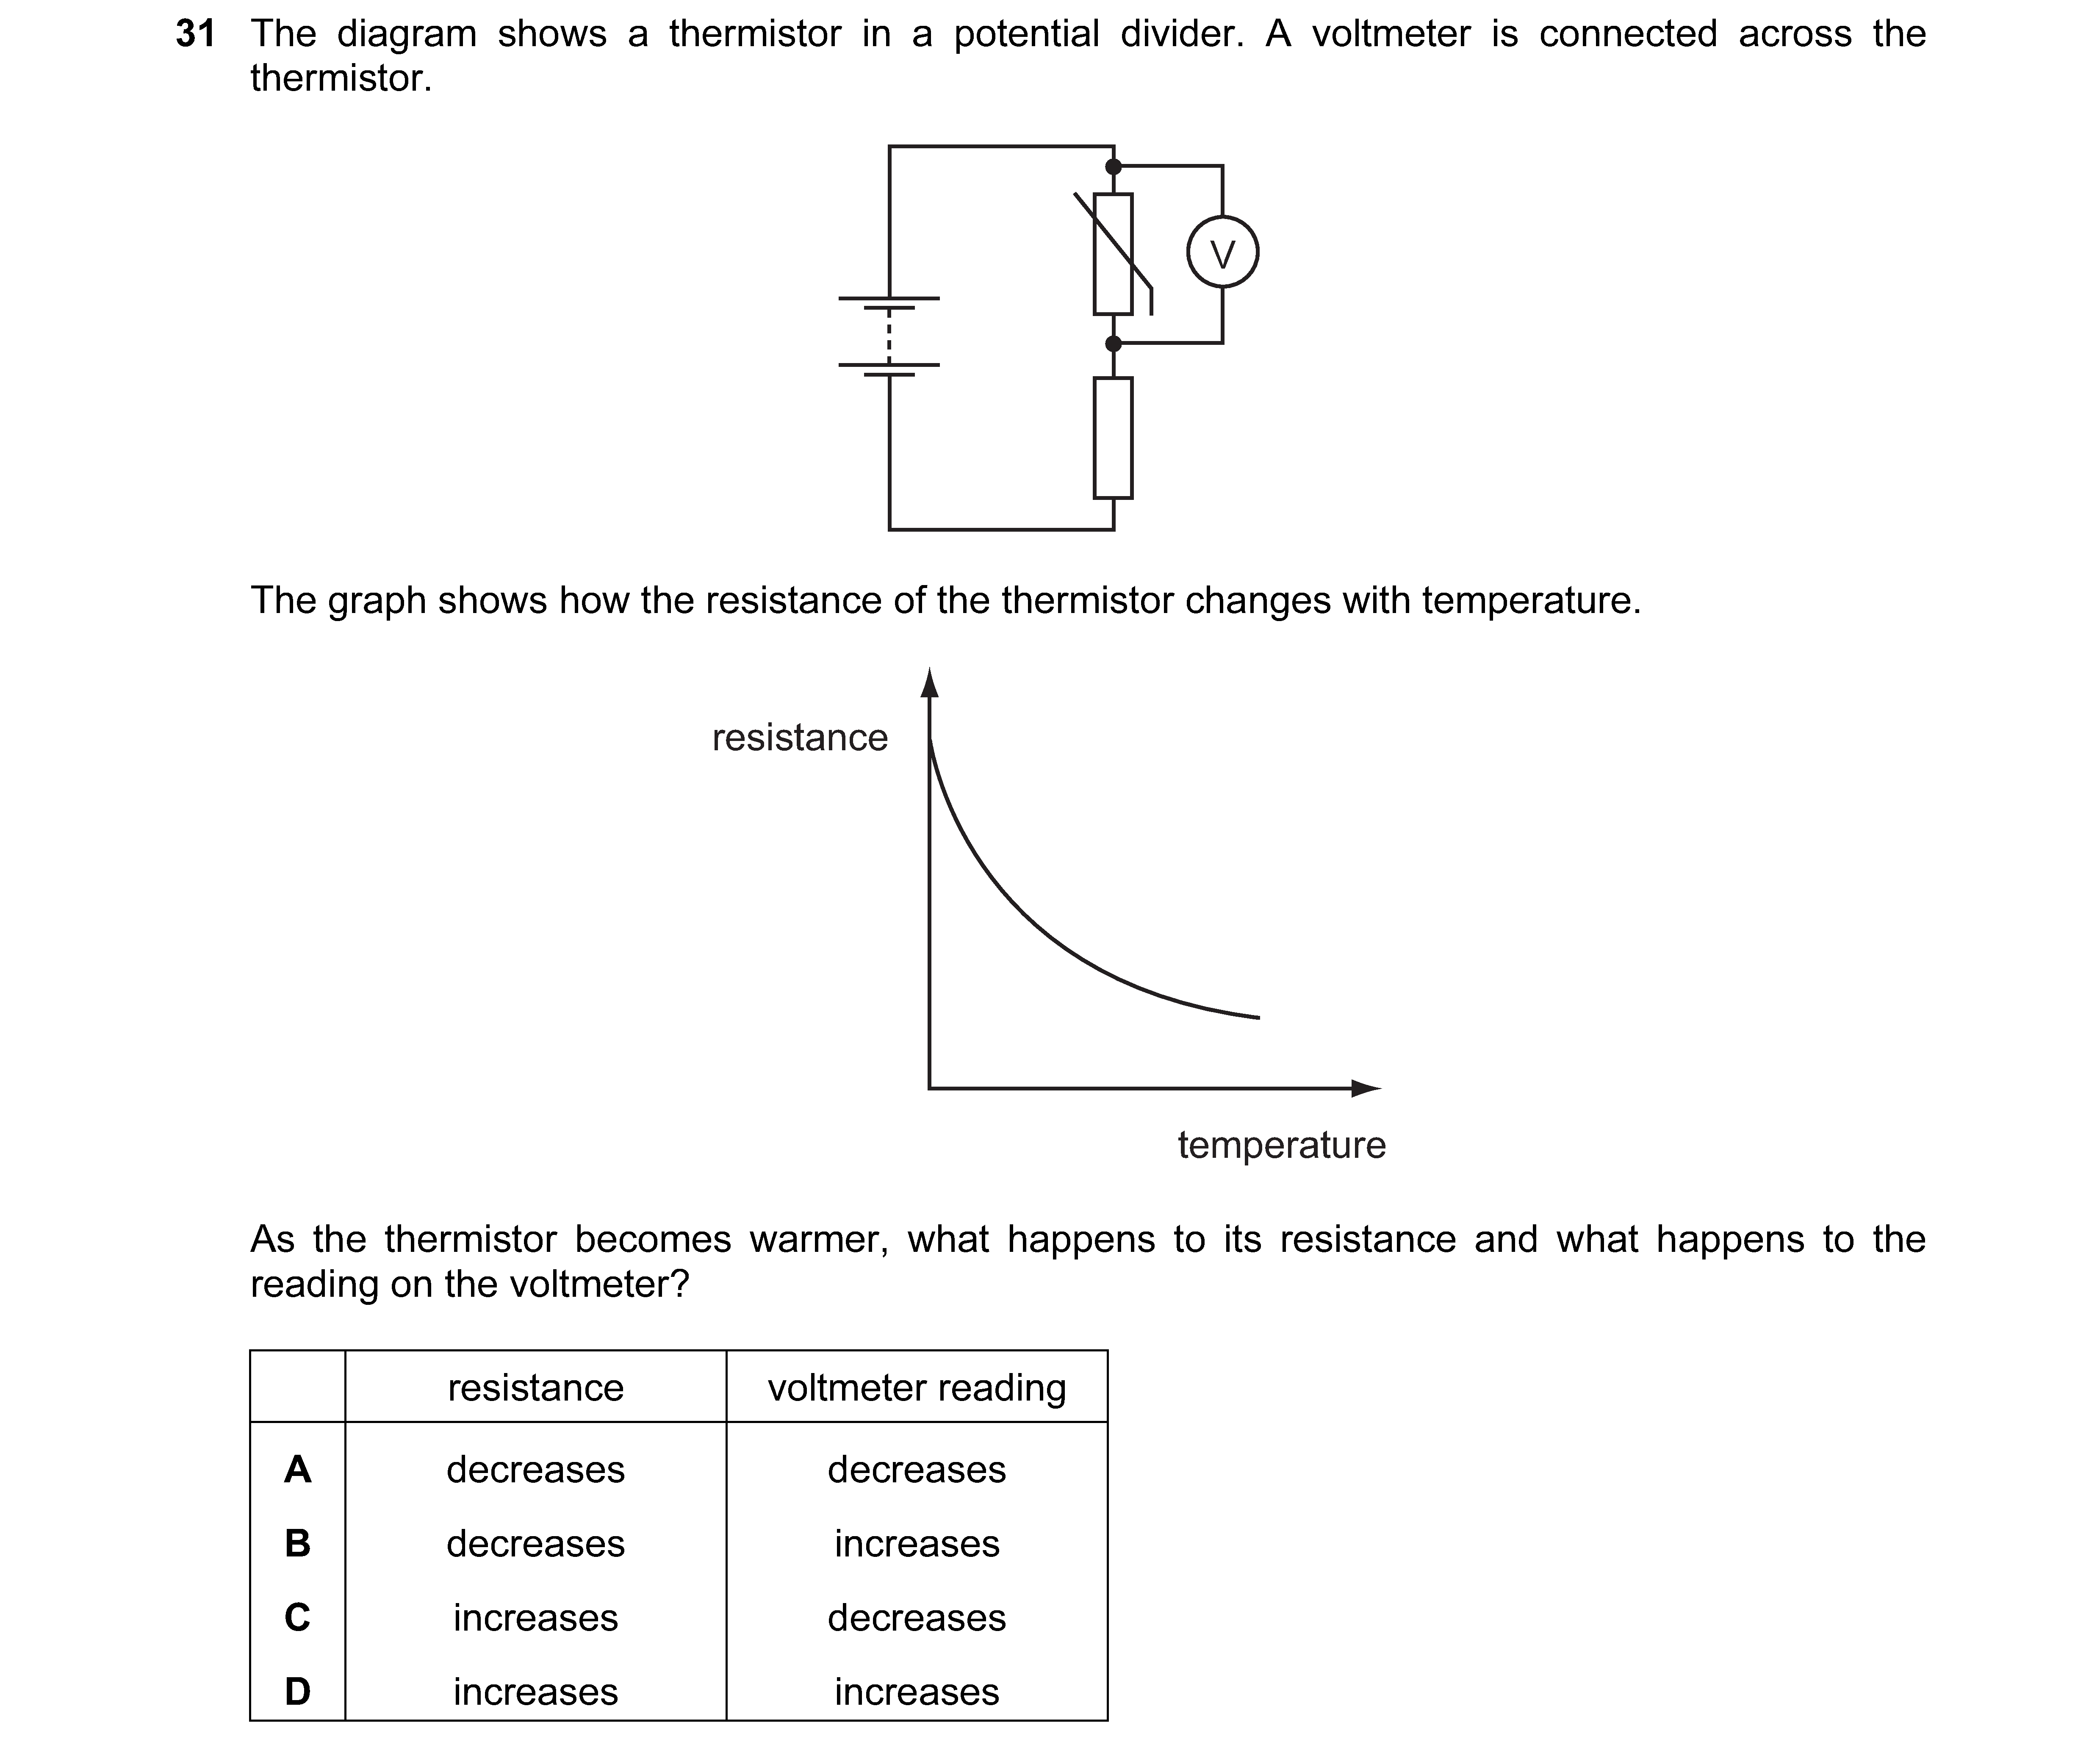 31 The diagram shows a thermistor in a potential divider. A voltmeter is connected across the
thermistor.
V
The graph shows how the resistance of the thermistor changes with temperature.
resistance
temperature
As the thermistor becomes warmer, what happens to its resistance and what happens to the
reading on the voltmeter?
resistance voltmeter reading
A decreases decreases
B decreases increases
C increases decreases
D increases increases